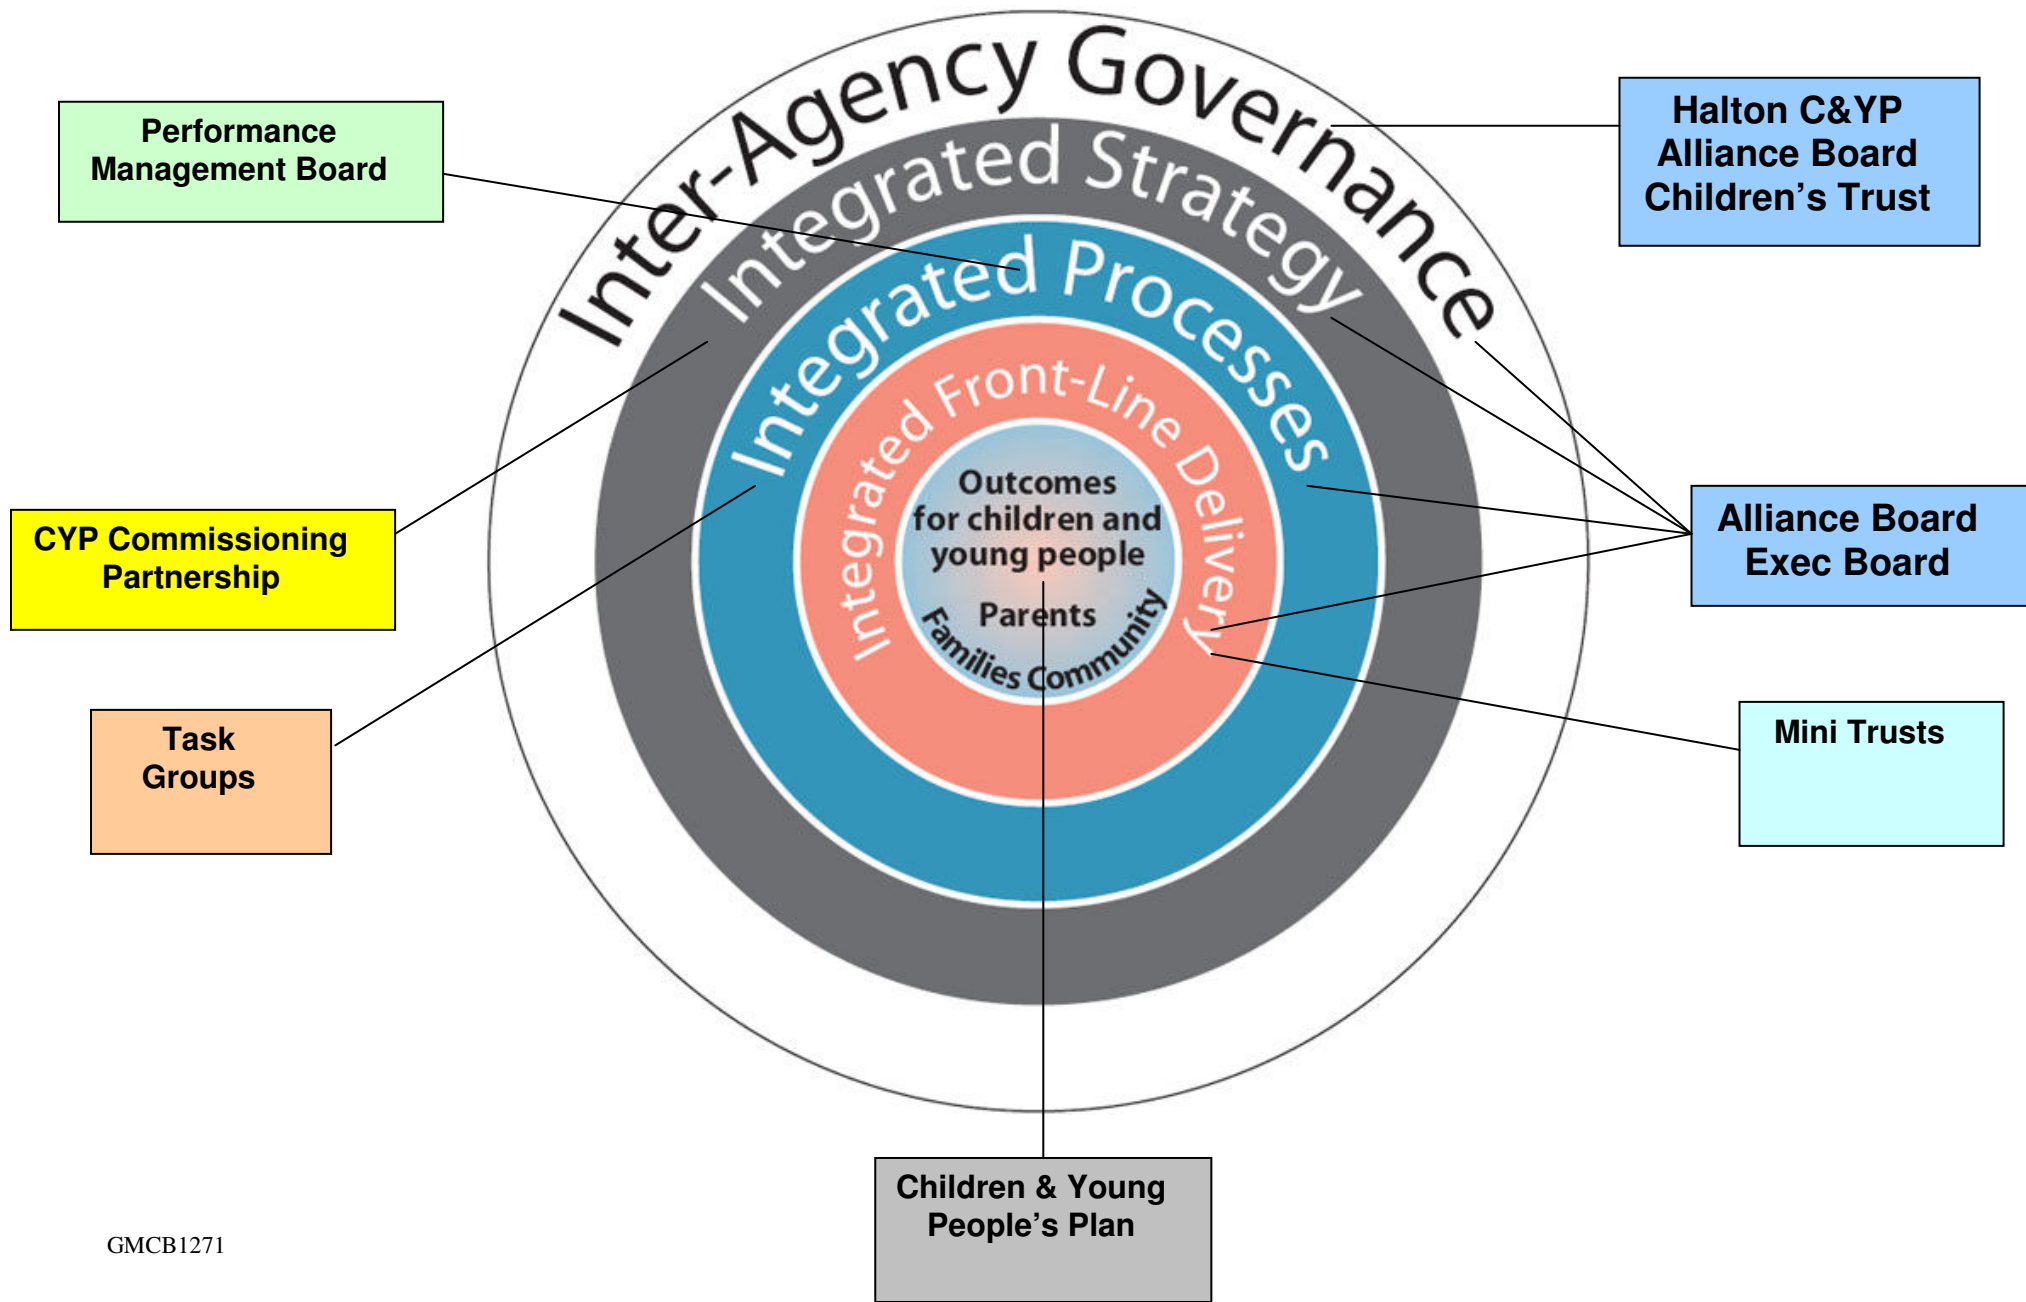 Inter-Agency Governance
Integrated Strategy
Integrated Processes
Integrated Front-Line Delivery
Outcomes
for children and
young people
Parents
Families Community
Performance
Management Board
Halton C&YP
Alliance Board
Children’s Trust
CYP Commissioning
Partnership
Alliance Board
Exec Board
Task
Groups
Mini Trusts
Children & Young
People’s Plan
GMCB1271